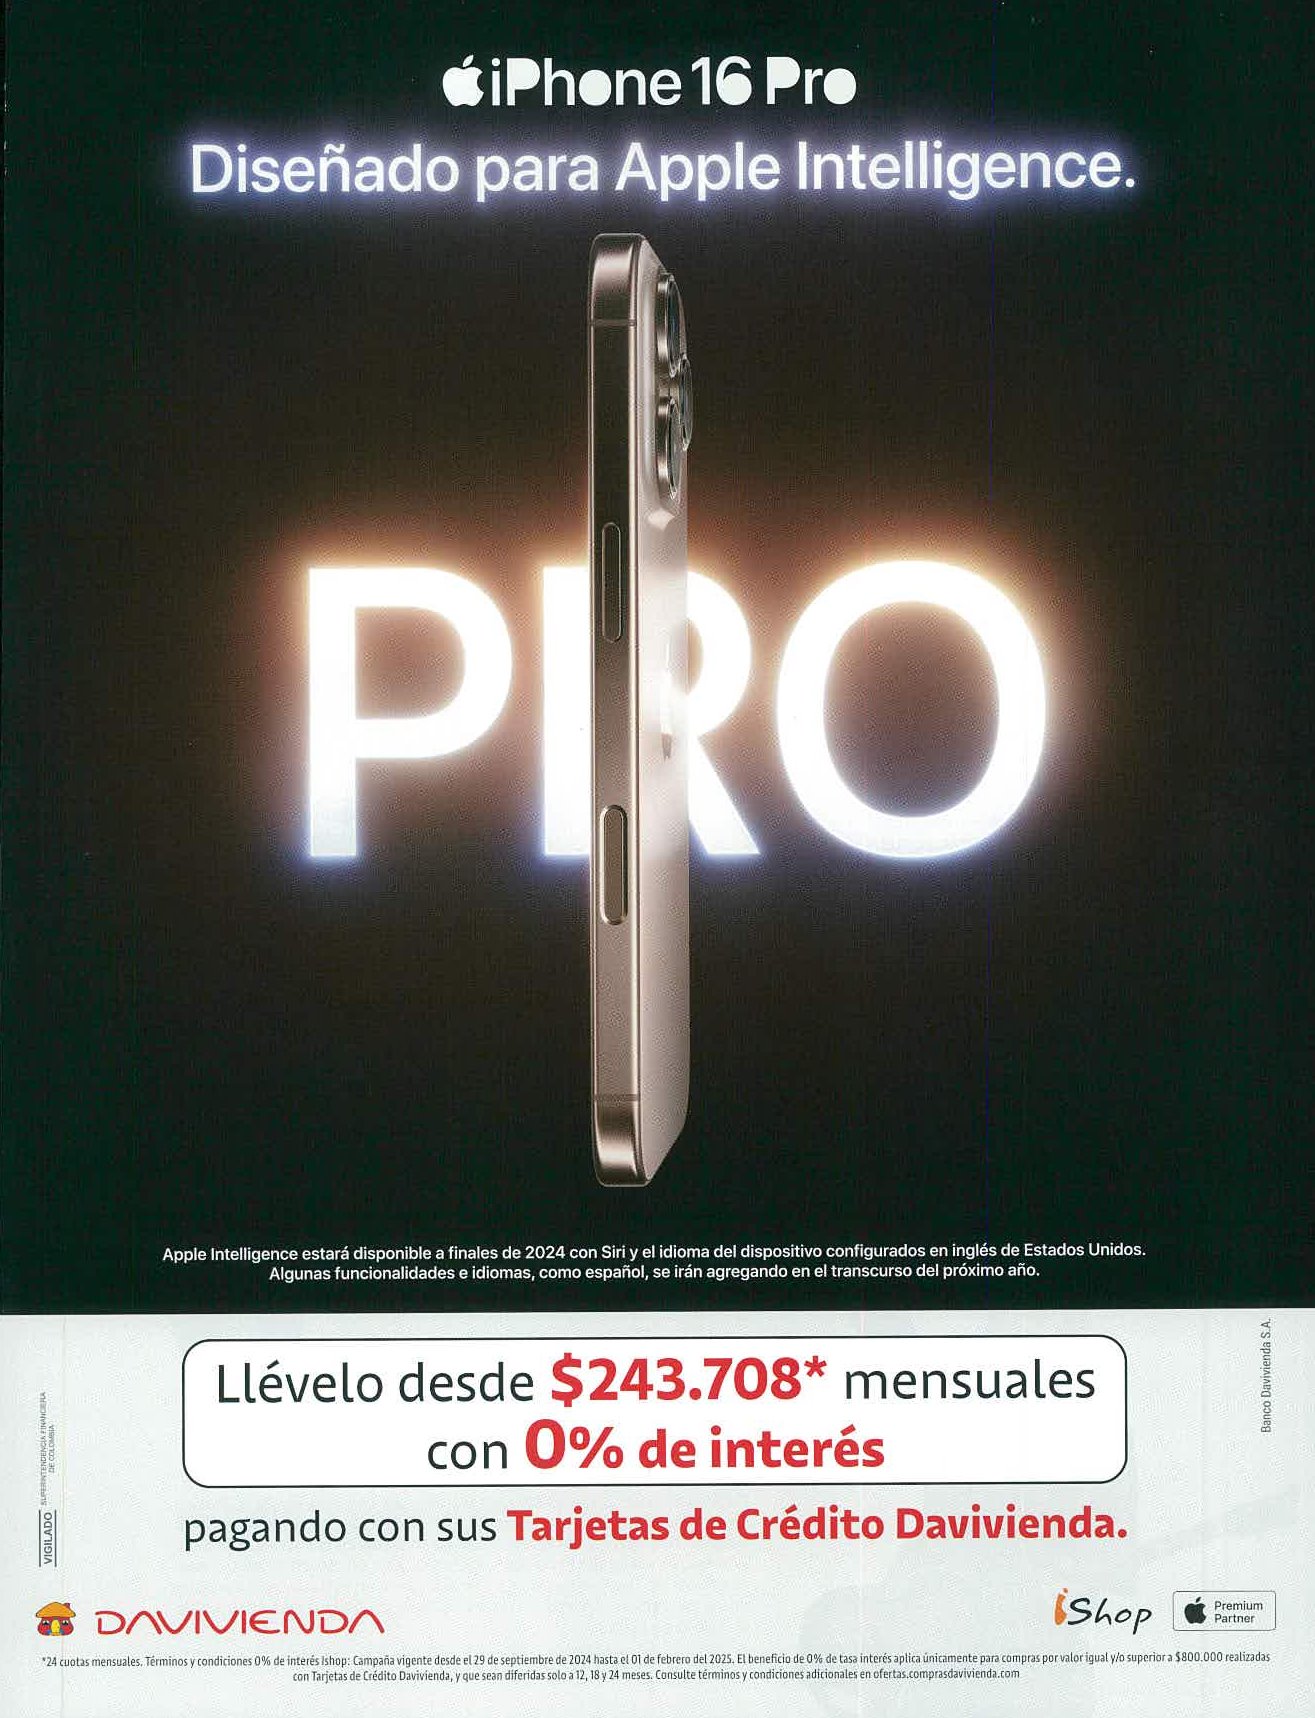 iPhone 16 Pro
Diseñado para Apple Intelligence.
PRO
Apple Intelligence estará disponible a finales de 2024 con Siri y el idioma del dispositivo configurados en inglés de Estados Unidos.
Algunas funcionalidades e idiomas, como español, se irán agregando en el transcurso del próximo año.
Llévelo desde $243.708* mensuales
con 0% de interés
pagando con sus Tarjetas de Crédito Davivienda.
Banco Davivienda S.A.
VIGILADO
SUPERINTENDENCIA FINANCIERA
DE COLOMBIA
DAVIVIENDA
iShop
Premium
Partner
*24 cuotas mensuales. Términos y condiciones 0% de interés Ishop: Campaña vigente desde el 29 de septiembre de 2024 hasta el 01 de febrero del 2025. El beneficio de 0% de tasa interés aplica únicamente para compras por valor igual y/o superior a $800.000 realizadas
con Tarjetas de Crédito Davivienda, y que sean diferidas solo a 12, 18 y 24 meses. Consulte términos y condiciones adicionales en ofertas.comprasdavivienda.com